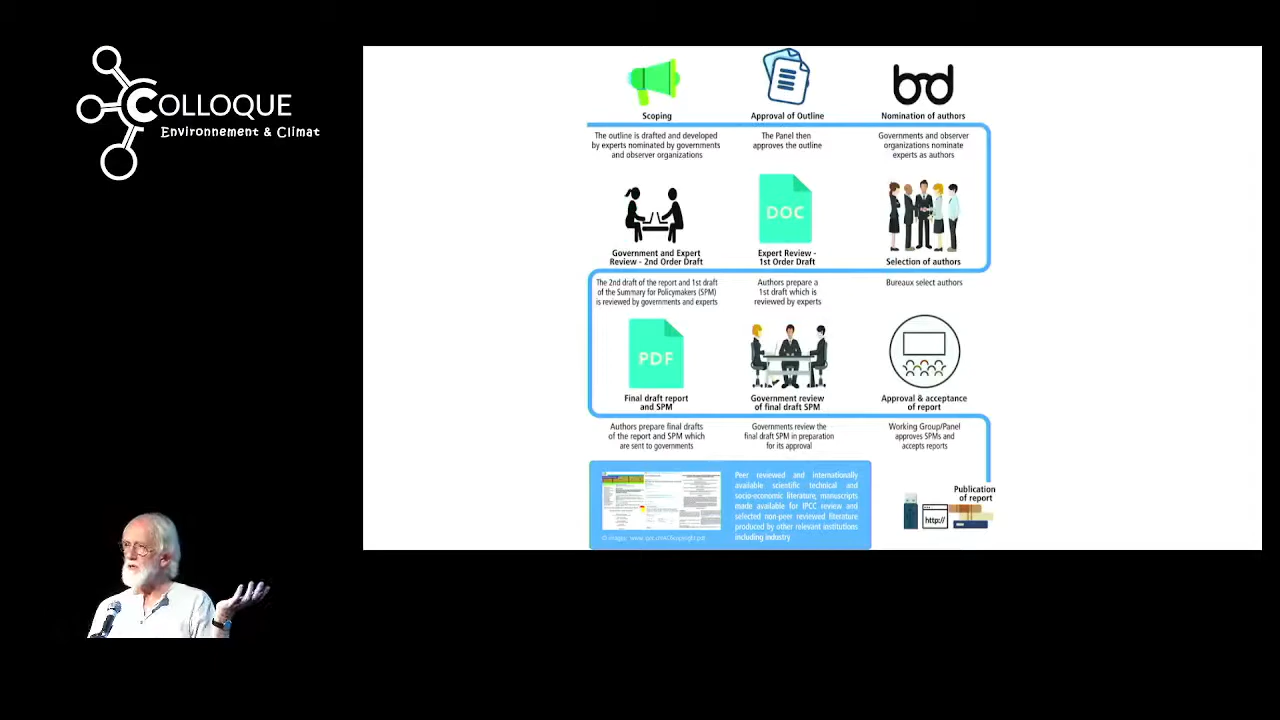 COLLOQUE
Environnement & Climat
Scoping
Approval of Outline
Nomination of authors
The outline is drafted and developed
by experts nominated by governments
and observer organizations
The Panel then
approves the outline
Governments and observer
organizations nominate
experts as authors
DOC
Government and Expert
Review - 2nd Order Draft
Expert Review -
1st Order Draft
Selection of authors
The 2nd draft of the report and 1st draft
of the Summary for Policymakers (SPM)
is reviewed by governments and experts
Authors prepare a
1st draft which is
reviewed by experts
Bureaux select authors
PDF
Final draft report
and SPM
Government review
of final draft SPM
Approval & acceptance
of report
Authors prepare final drafts
of the report and SPM which
are sent to governments
Governments review the
final draft SPM in preparation
for its approval
Working Group/Panel
approves SPMs and
accepts reports
Peer reviewed and internationally
available scientific technical and
socio-economic literature, manuscripts
made available for IPCC review and
selected non-peer reviewed literature
produced by other relevant institutions
including industry
Publication
of report
http://